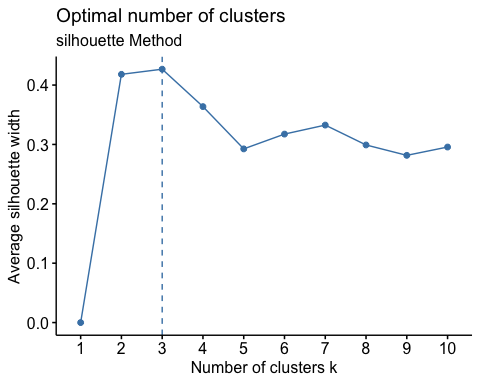 Optimal number of clusters
silhouette Method
Average silhouette width
0.4
0.3
0.2
0.1
0.0
1 2 3 4 5 6 7 8 9 10
Number of clusters k